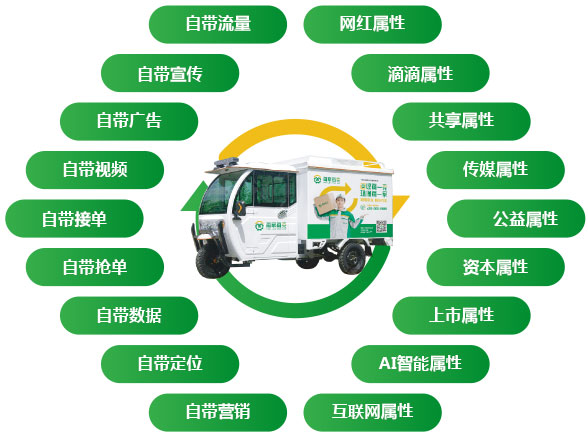 自带流量
网红属性
自带宣传
滴滴属性
自带广告
共享属性
自带视频
传媒属性
自带接单
公益属性
自带抢单
资本属性
自带数据
上市属性
自带定位
AI智能属性
自带营销
互联网属性